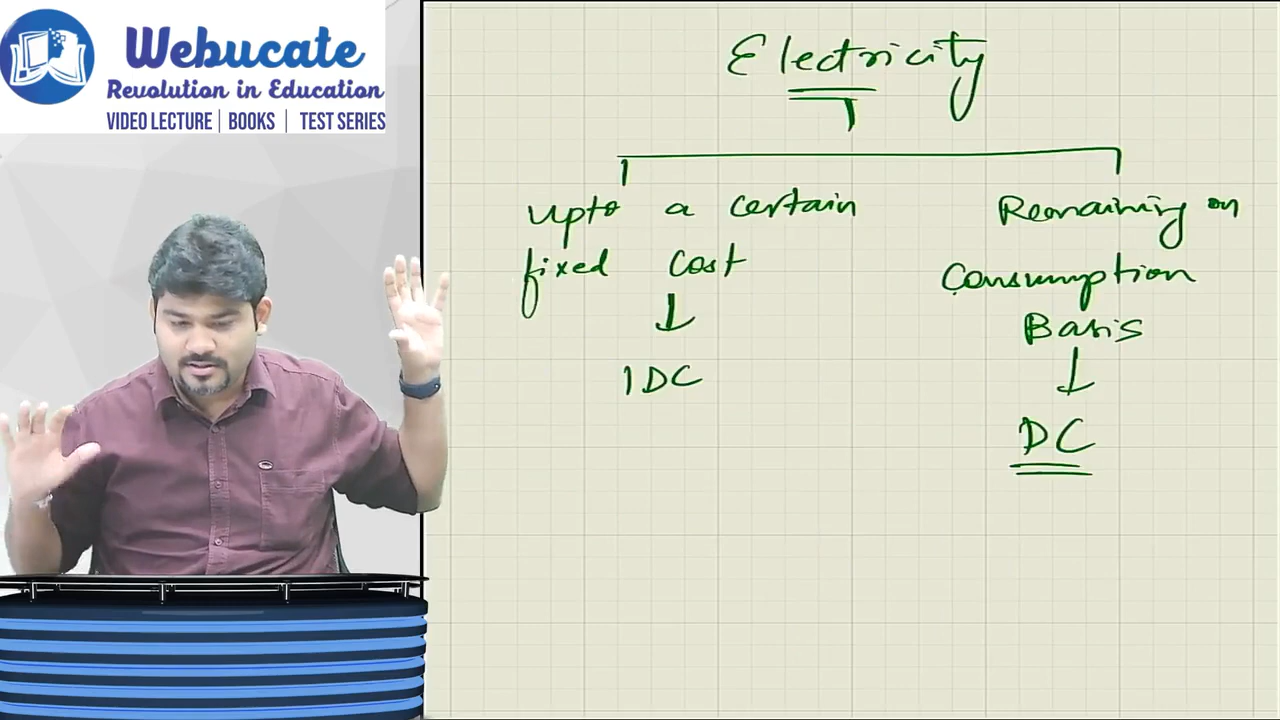 Webucate
Revolution in Education
VIDEO LECTURE | BOOKS | TEST SERIES
Electricity
upto a certain
fixed cost
IDC
Remaining on
Consumption
Basis
DC